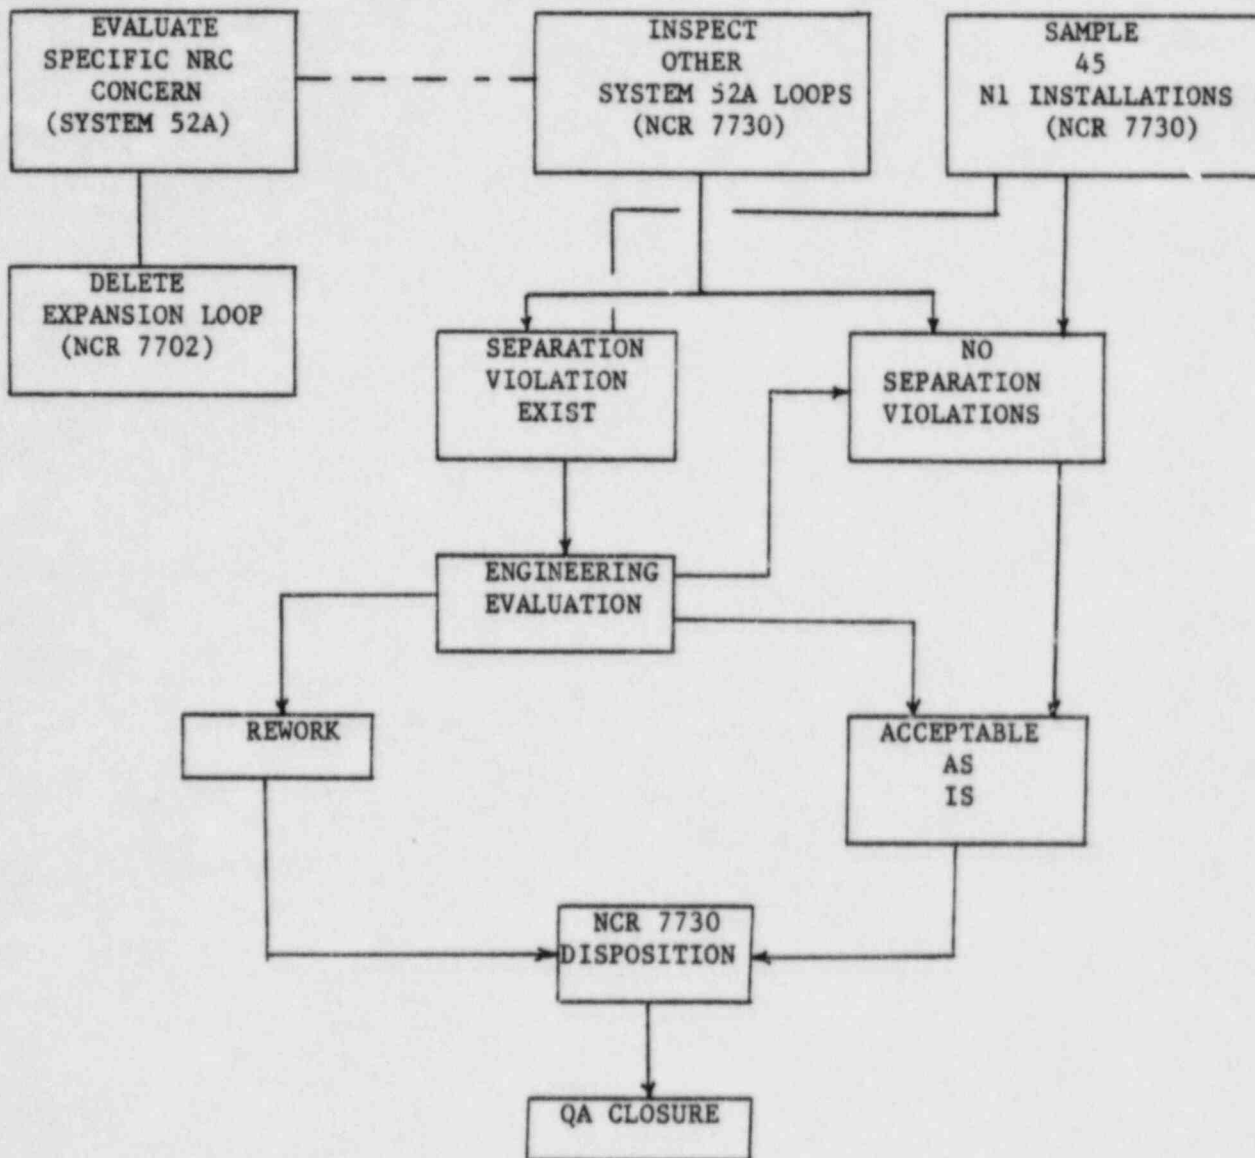 EVALUATE
SPECIFIC NRC
CONCERN
(SYSTEM 52A)
INSPECT
OTHER
SYSTEM 52A LOOPS
(NCR 7730)
SAMPLE
45
N1 INSTALLATIONS
(NCR 7730)
DELETE
EXPANSION LOOP
(NCR 7702)
SEPARATION
VIOLATION
EXIST
NO
SEPARATION
VIOLATIONS
ENGINEERING
EVALUATION
REWORK
ACCEPTABLE
AS
IS
NCR 7730
DISPOSITION
QA CLOSURE